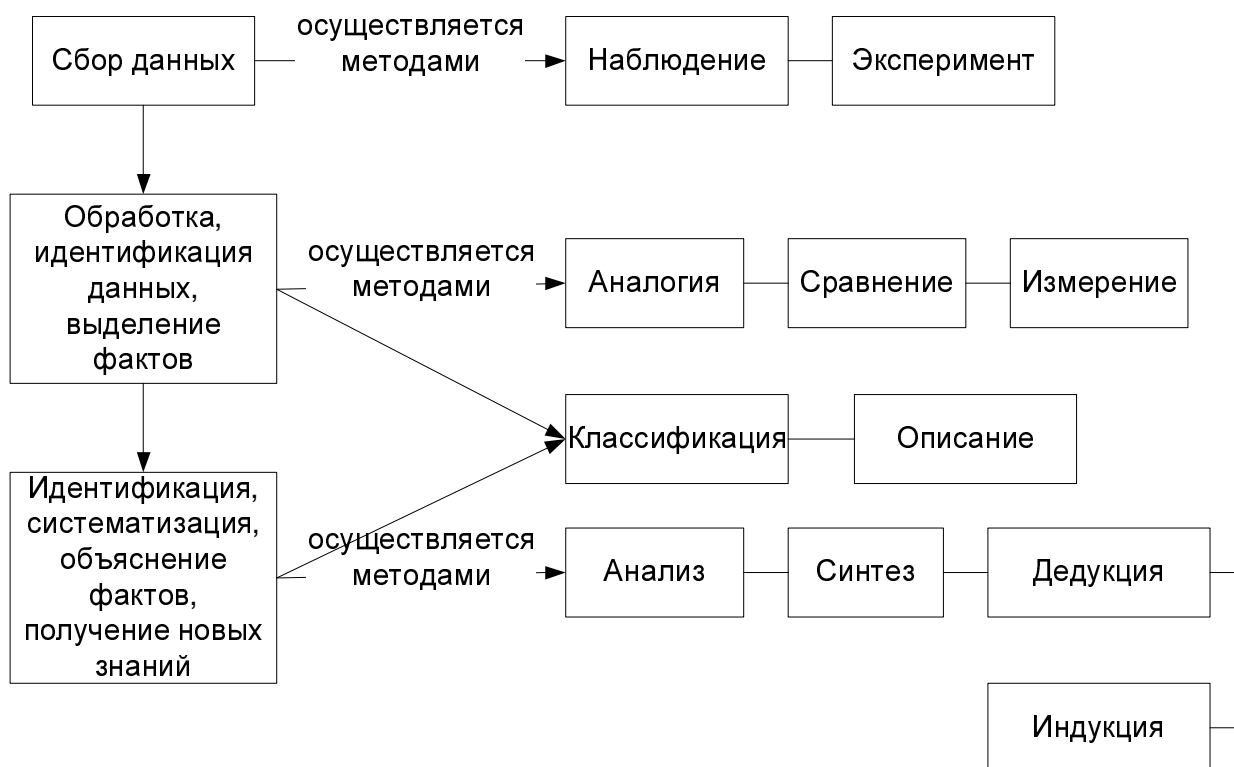 осуществляется
методами
Сбор данных
Наблюдение
Эксперимент
Обработка,
идентификация
данных,
выделение
фактов
осуществляется
методами
Аналогия
Сравнение
Измерение
Классификация
Описание
Идентификация,
систематизация,
объяснение
фактов,
получение новых
знаний
осуществляется
методами
Анализ
Синтез
Дедукция
Индукция